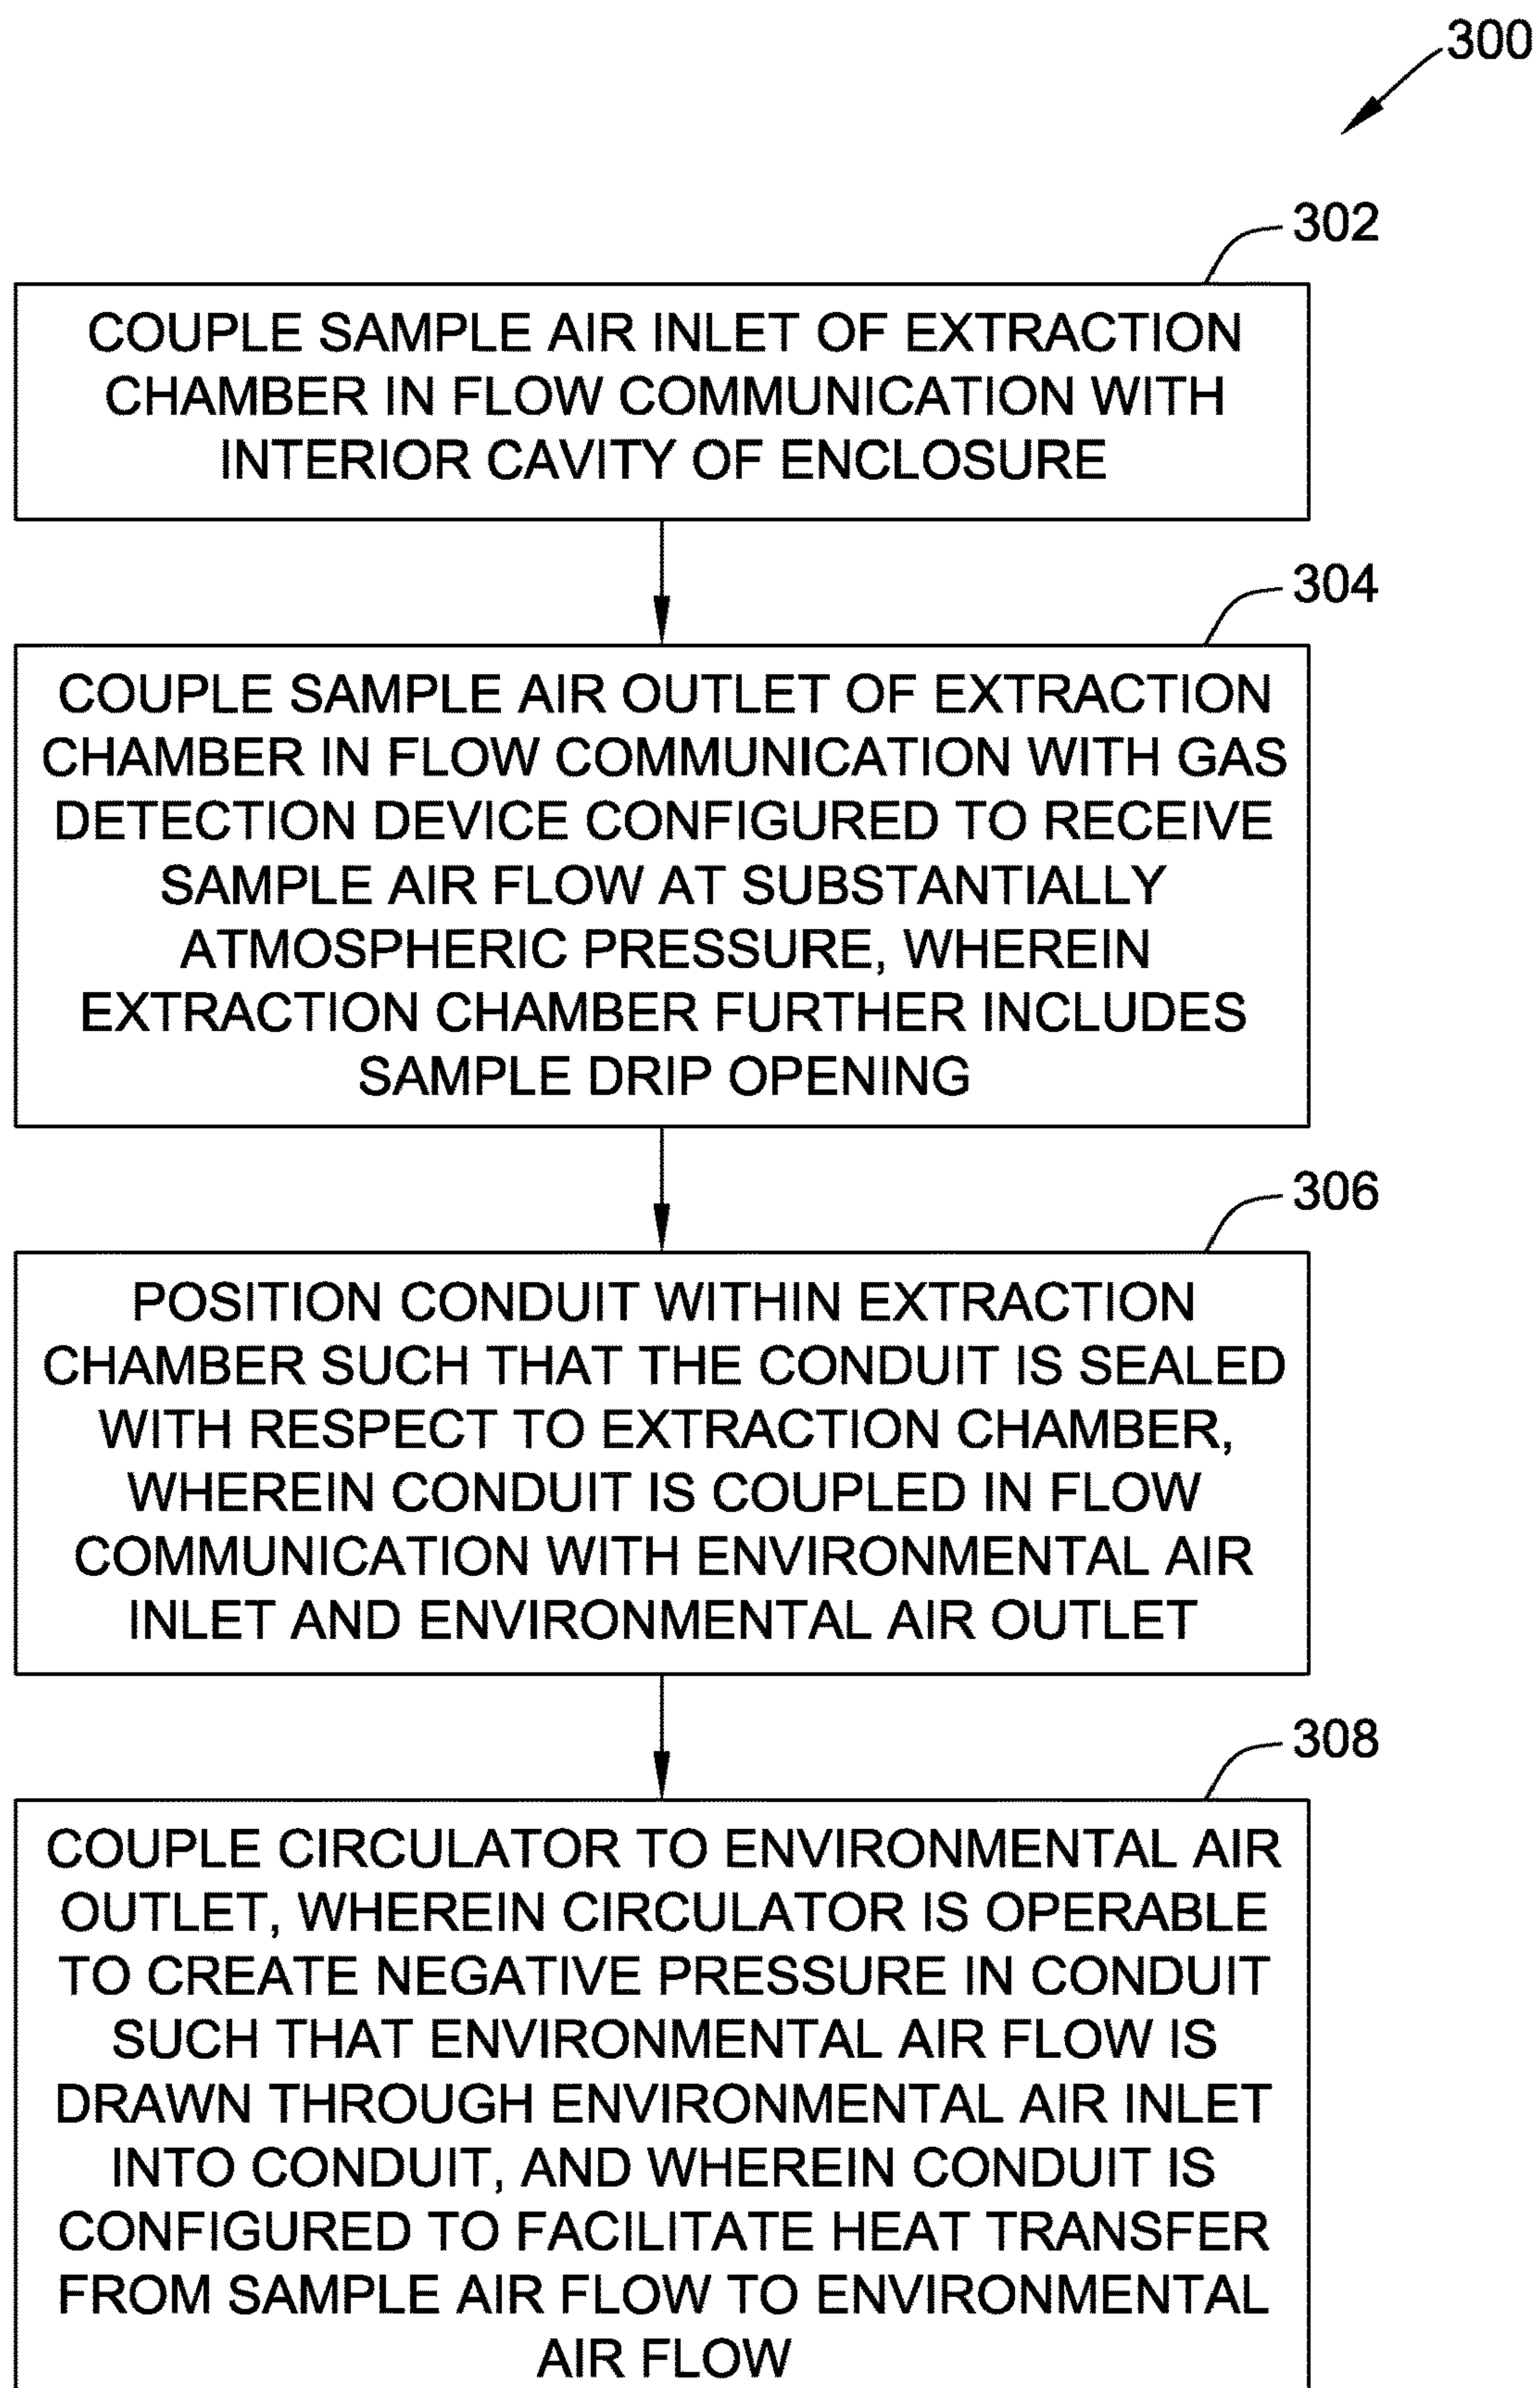 300
302
COUPLE SAMPLE AIR INLET OF EXTRACTION
CHAMBER IN FLOW COMMUNICATION WITH
INTERIOR CAVITY OF ENCLOSURE
304
COUPLE SAMPLE AIR OUTLET OF EXTRACTION
CHAMBER IN FLOW COMMUNICATION WITH GAS
DETECTION DEVICE CONFIGURED TO RECEIVE
SAMPLE AIR FLOW AT SUBSTANTIALLY
ATMOSPHERIC PRESSURE, WHEREIN
EXTRACTION CHAMBER FURTHER INCLUDES
SAMPLE DRIP OPENING
306
POSITION CONDUIT WITHIN EXTRACTION
CHAMBER SUCH THAT THE CONDUIT IS SEALED
WITH RESPECT TO EXTRACTION CHAMBER,
WHEREIN CONDUIT IS COUPLED IN FLOW
COMMUNICATION WITH ENVIRONMENTAL AIR
INLET AND ENVIRONMENTAL AIR OUTLET
308
COUPLE CIRCULATOR TO ENVIRONMENTAL AIR
OUTLET, WHEREIN CIRCULATOR IS OPERABLE
TO CREATE NEGATIVE PRESSURE IN CONDUIT
SUCH THAT ENVIRONMENTAL AIR FLOW IS
DRAWN THROUGH ENVIRONMENTAL AIR INLET
INTO CONDUIT, AND WHEREIN CONDUIT IS
CONFIGURED TO FACILITATE HEAT TRANSFER
FROM SAMPLE AIR FLOW TO ENVIRONMENTAL
AIR FLOW